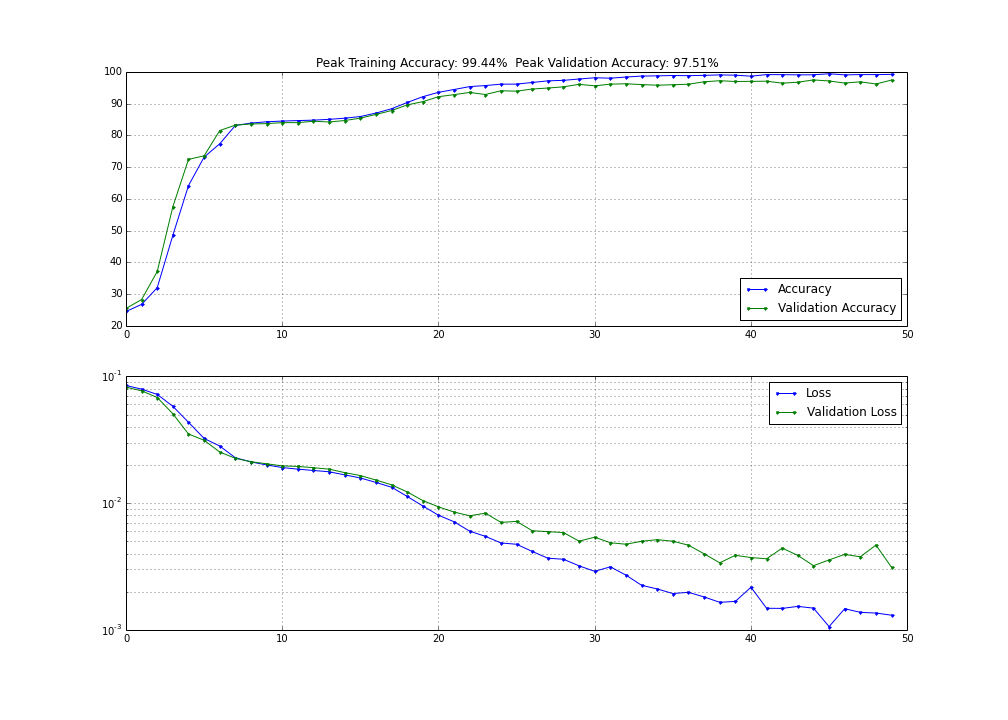 Peak Training Accuracy: 99.44%  Peak Validation Accuracy: 97.51%
100
90
80
70
60
50
40
30
20
0 10 20 30 40 50
Accuracy
Validation Accuracy
10^-1
10^-2
10^-3
0 10 20 30 40 50
Loss
Validation Loss